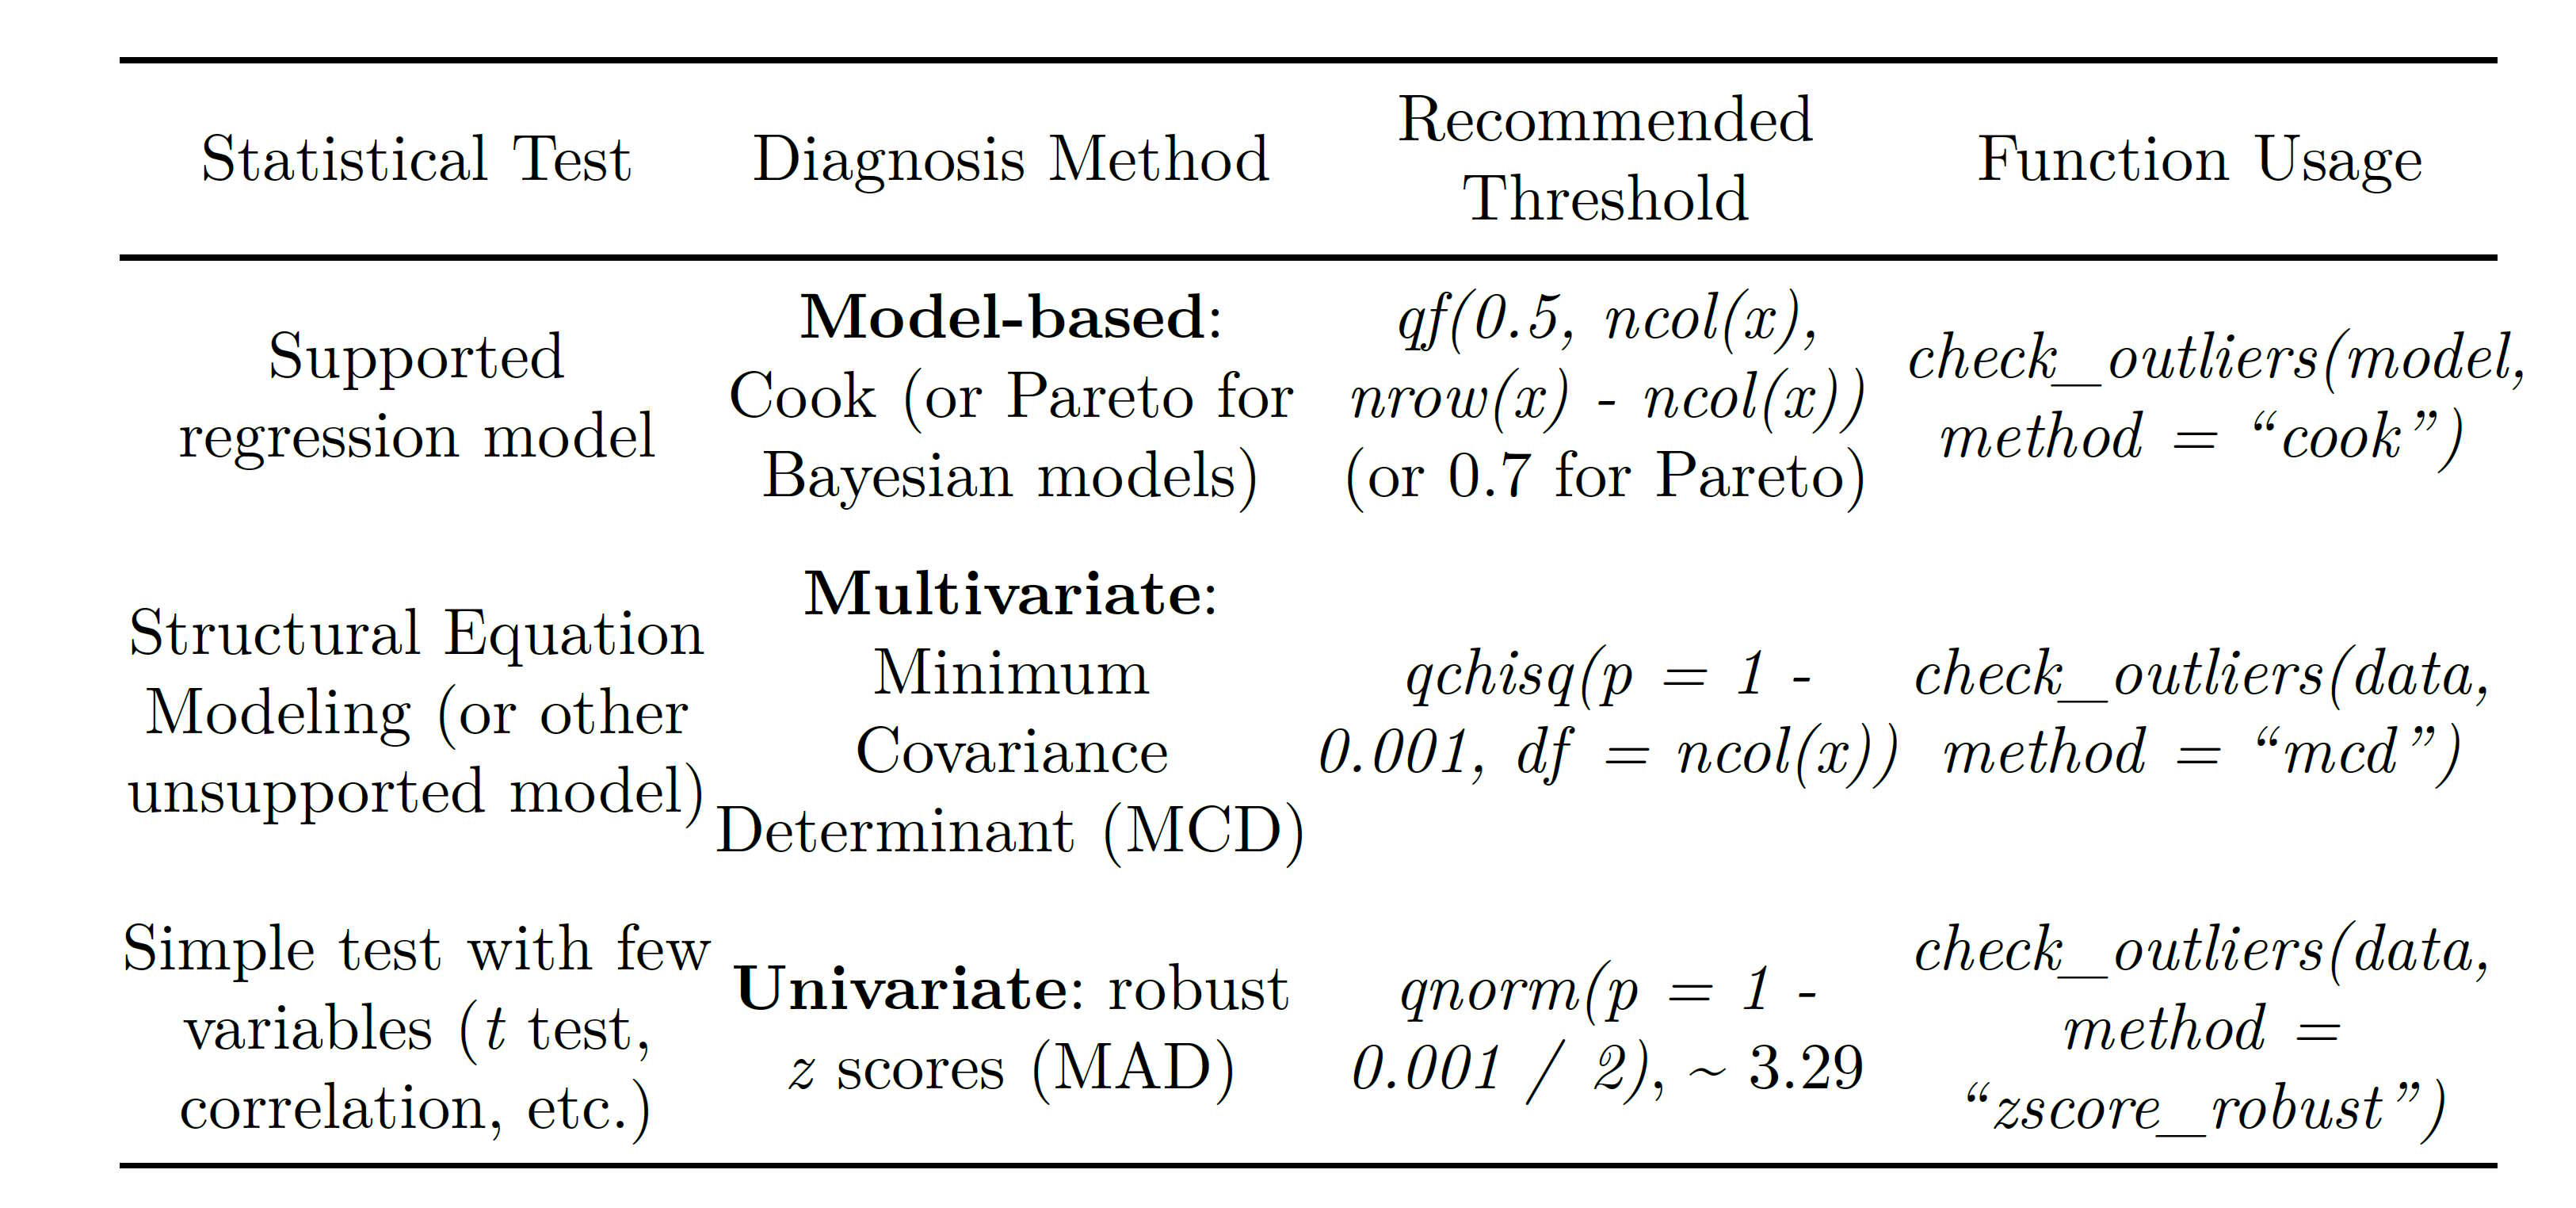 Statistical Test
Diagnosis Method
Recommended
Threshold
Function Usage
Supported
regression model
Model-based:
Cook (or Pareto for
Bayesian models)
qf(0.5, ncol(x),
nrow(x) - ncol(x))
(or 0.7 for Pareto)
check_outliers(model,
method = “cook”)
Structural Equation
Modeling (or other
unsupported model)
Multivariate:
Minimum
Covariance
Determinant (MCD)
qchisq(p = 1 -
0.001, df = ncol(x))
check_outliers(data,
method = “mcd”)
Simple test with few
variables (t test,
correlation, etc.)
Univariate: robust
z scores (MAD)
qnorm(p = 1 -
0.001 / 2), ~ 3.29
check_outliers(data,
method =
“zscore_robust”)